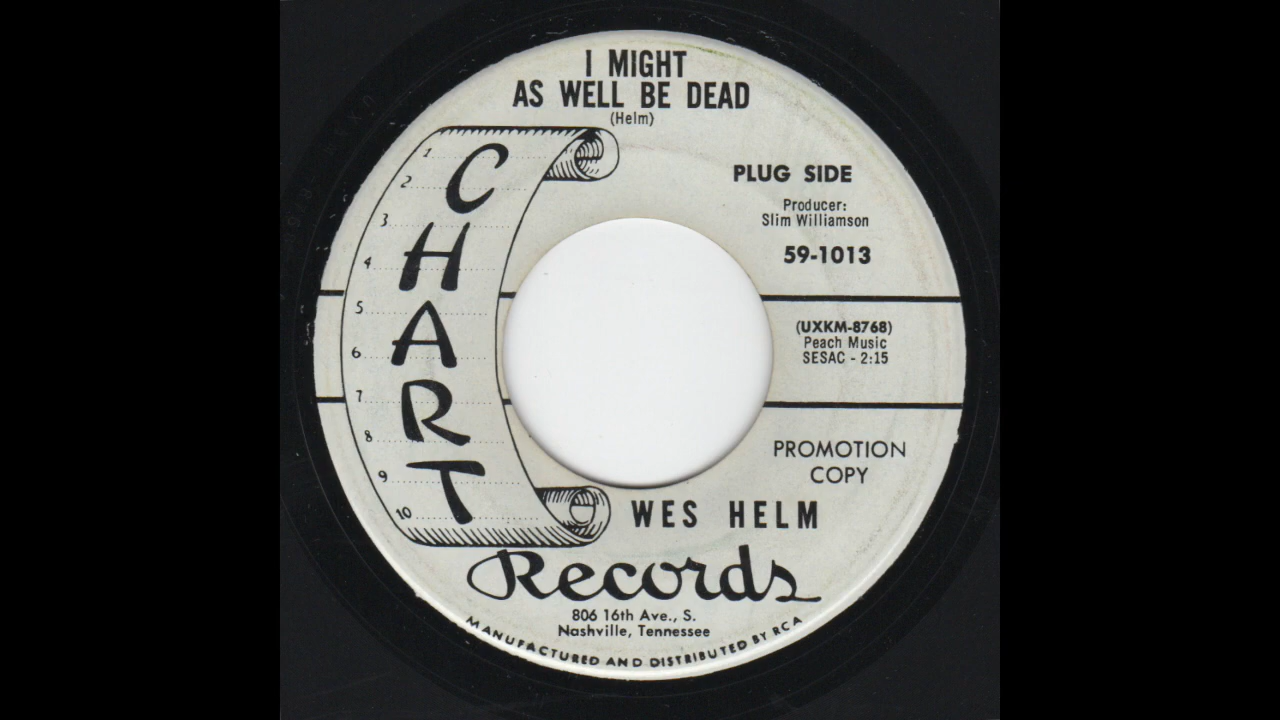 I MIGHT
AS WELL BE DEAD
(Helm)
CHART
1
2
3
4
5
6
7
8
9
10
PLUG SIDE
Producer:
Slim Williamson
59-1013
(UXKM-8768)
Peach Music
SESAC - 2:15
PROMOTION
COPY
WES HELM
Records
806 16th Ave., S.
Nashville, Tennessee
MANUFACTURED AND DISTRIBUTED BY RCA